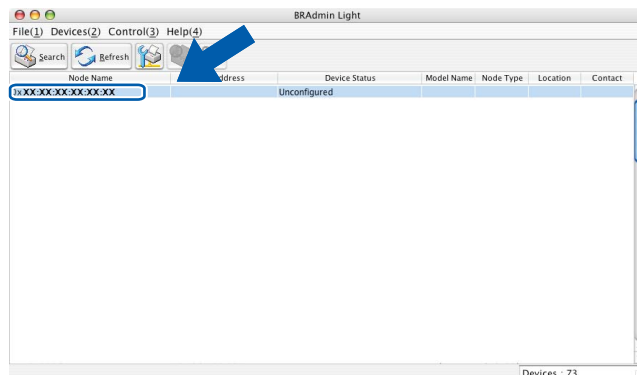 BRAdmin Light
File(1) Devices(2) Control(3) Help(4)
Search Refresh
Node Name Device Status Model Name Node Type Location Contact
XX:XX:XX:XX:XX:XX Unconfigured
Devices : 73